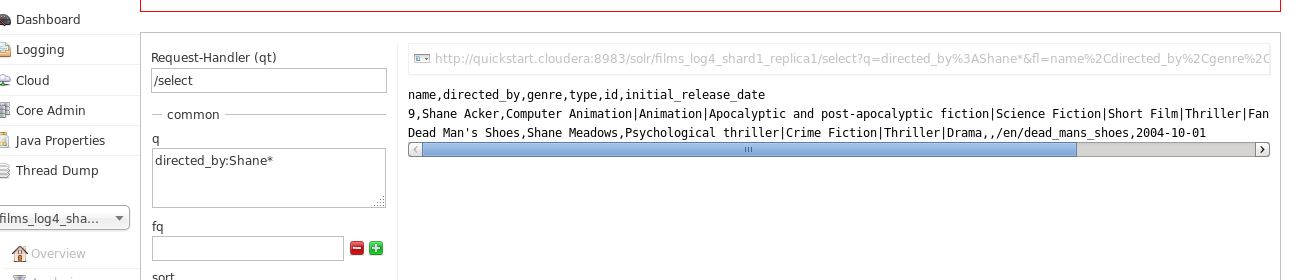 Dashboard
Logging
Cloud
Core Admin
Java Properties
Thread Dump
films_log4_sha...
Overview
Request-Handler (qt)
/select
common
q
directed_by:Shane*
fq
sort
http://quickstart.cloudera:8983/solr/films_log4_shard1_replica1/select?q=directed_by%3AShane*&fl=name%2Cdirected_by%2Cgenre%2C
name,directed_by,genre,type,id,initial_release_date
9,Shane Acker,Computer Animation|Animation|Apocalyptic and post-apocalyptic fiction|Science Fiction|Short Film|Thriller|Fan
Dead Man's Shoes,Shane Meadows,Psychological thriller|Crime Fiction|Thriller|Drama,,/en/dead_mans_shoes,2004-10-01